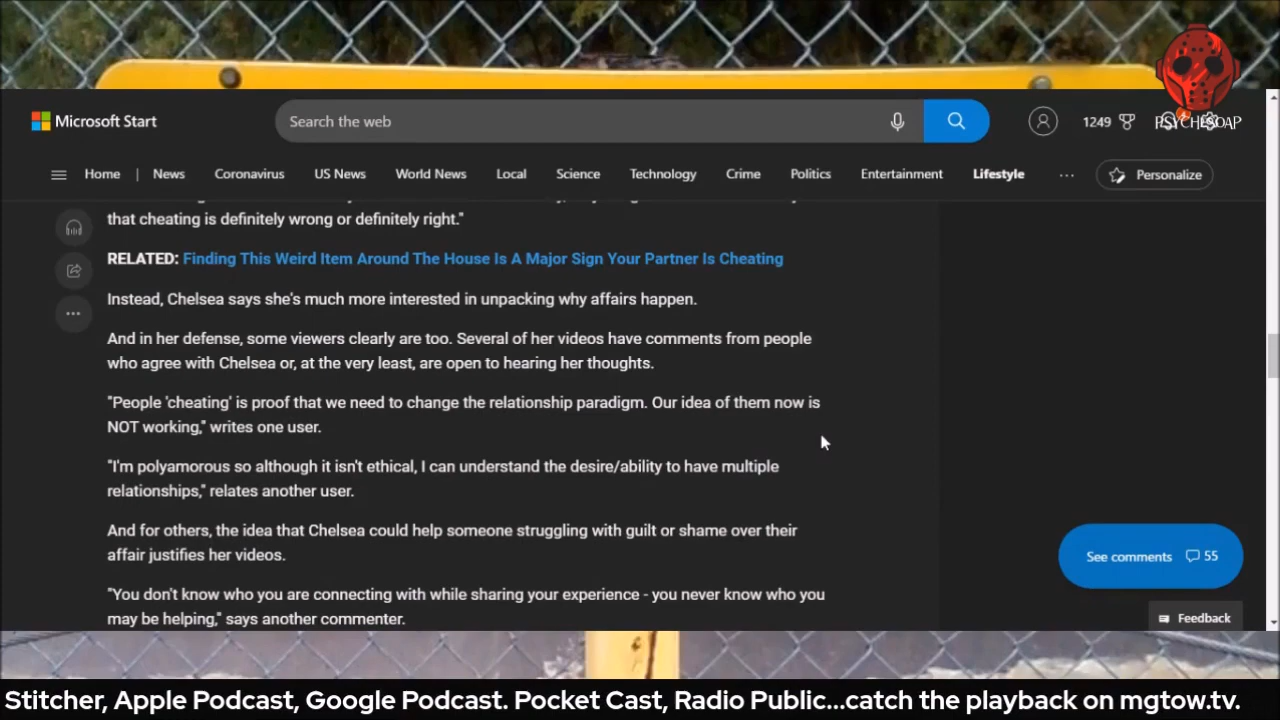 Microsoft Start
Search the web
1249
PSYCHESOAP
Home
News
Coronavirus
US News
World News
Local
Science
Technology
Crime
Politics
Entertainment
Lifestyle
Personalize
that cheating is definitely wrong or definitely right."
RELATED: Finding This Weird Item Around The House Is A Major Sign Your Partner Is Cheating
Instead, Chelsea says she's much more interested in unpacking why affairs happen.
And in her defense, some viewers clearly are too. Several of her videos have comments from people
who agree with Chelsea or, at the very least, are open to hearing her thoughts.
"People 'cheating' is proof that we need to change the relationship paradigm. Our idea of them now is
NOT working," writes one user.
"I'm polyamorous so although it isn't ethical, I can understand the desire/ability to have multiple
relationships," relates another user.
And for others, the idea that Chelsea could help someone struggling with guilt or shame over their
affair justifies her videos.
"You don't know who you are connecting with while sharing your experience - you never know who you
may be helping," says another commenter.
See comments 55
Feedback
Stitcher, Apple Podcast, Google Podcast. Pocket Cast, Radio Public...catch the playback on mgtow.tv.